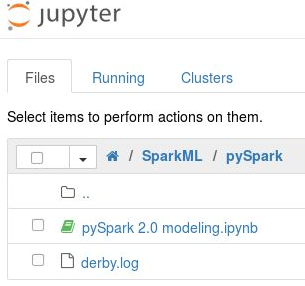 jupyter
Files Running Clusters
Select items to perform actions on them.
/ SparkML / pySpark
..
pySpark 2.0 modeling.ipynb
derby.log